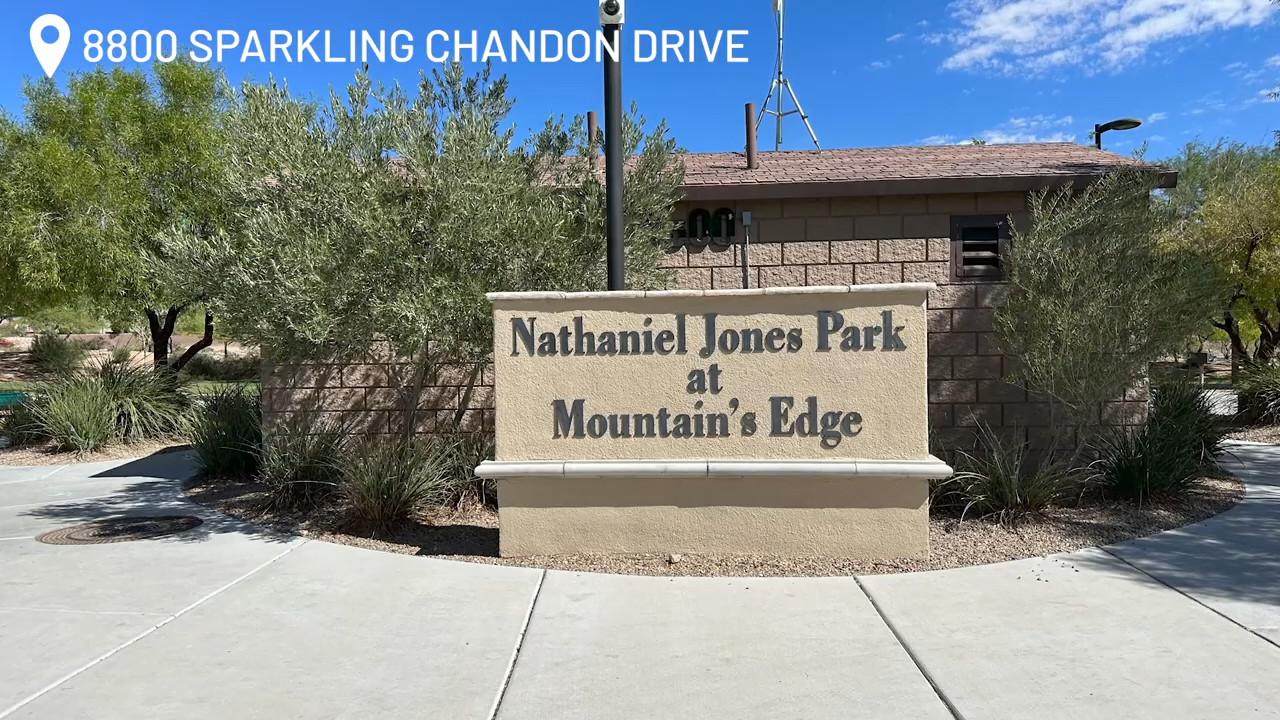 8800 SPARKLING CHANDON DRIVE
Nathaniel Jones Park
at
Mountain's Edge